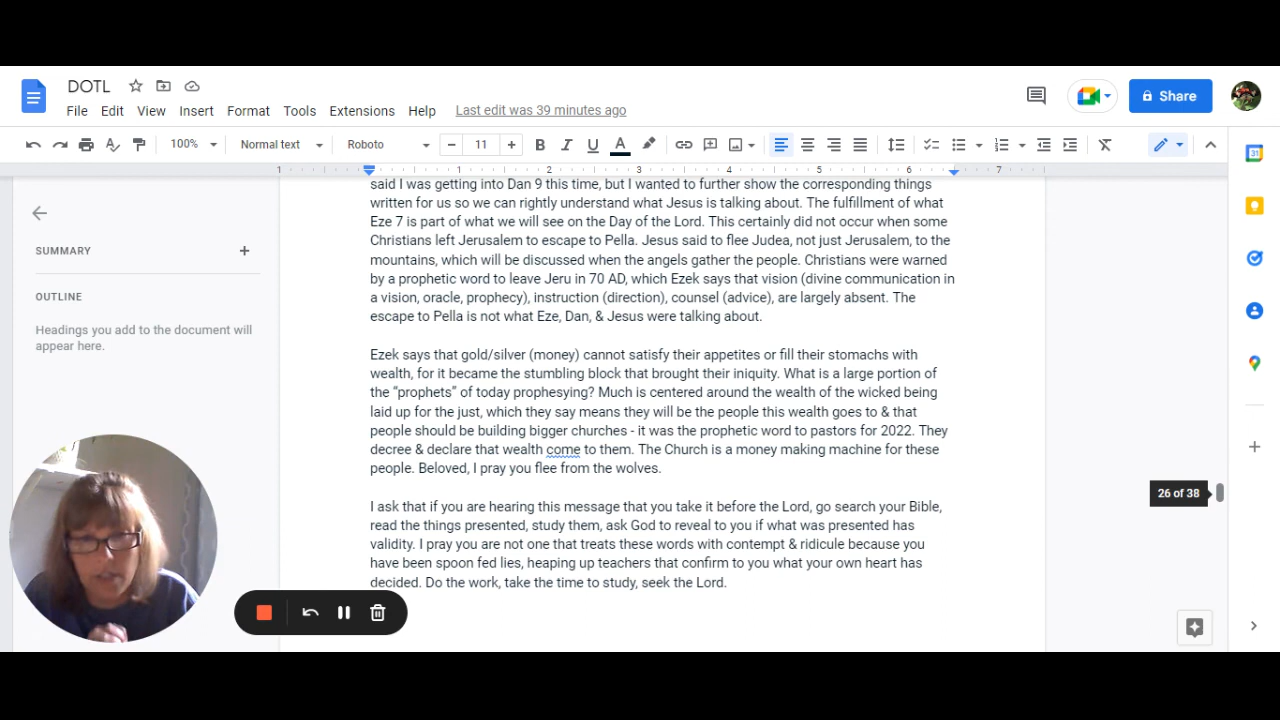 DOTL
File Edit View Insert Format Tools Extensions Help Last edit was 39 minutes ago
Share
100% Normal text Roboto 11
1 1 2 3 4 5 6 7
31
SUMMARY
OUTLINE
Headings you add to the document will
appear here.
said I was getting into Dan 9 this time, but I wanted to further show the corresponding things
written for us so we can rightly understand what Jesus is talking about. The fulfillment of what
Eze 7 is part of what we will see on the Day of the Lord. This certainly did not occur when some
Christians left Jerusalem to escape to Pella. Jesus said to flee Judea, not just Jerusalem, to the
mountains, which will be discussed when the angels gather the people. Christians were warned
by a prophetic word to leave Jeru in 70 AD, which Ezek says that vision (divine communication in
a vision, oracle, prophecy), instruction (direction), counsel (advice), are largely absent. The
escape to Pella is not what Eze, Dan, & Jesus were talking about.
Ezek says that gold/silver (money) cannot satisfy their appetites or fill their stomachs with
wealth, for it became the stumbling block that brought their iniquity. What is a large portion of
the “prophets” of today prophesying? Much is centered around the wealth of the wicked being
laid up for the just, which they say means they will be the people this wealth goes to & that
people should be building bigger churches - it was the prophetic word to pastors for 2022. They
decree & declare that wealth come to them. The Church is a money making machine for these
people. Beloved, I pray you flee from the wolves.
26 of 38
I ask that if you are hearing this message that you take it before the Lord, go search your Bible,
read the things presented, study them, ask God to reveal to you if what was presented has
validity. I pray you are not one that treats these words with contempt & ridicule because you
have been spoon fed lies, heaping up teachers that confirm to you what your own heart has
decided. Do the work, take the time to study, seek the Lord.